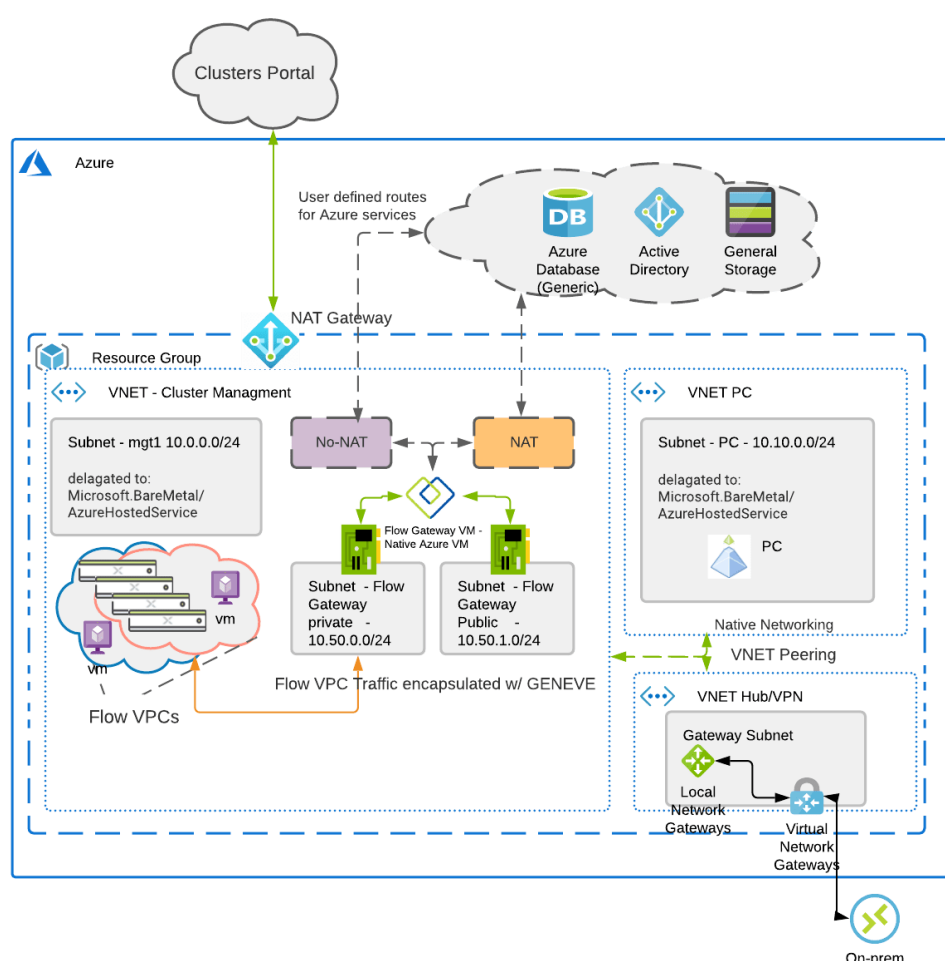 Clusters Portal
Azure
User defined routes
for Azure services
DB
Azure
Database
(Generic)
Active
Directory
General
Storage
NAT Gateway
Resource Group
VNET - Cluster Managment
Subnet - mgt1 10.0.0.0/24
delagated to:
Microsoft.BareMetal/
AzureHostedService
No-NAT
NAT
Flow Gateway VM -
Native Azure VM
Subnet - Flow
Gateway
private -
10.50.0.0/24
Subnet - Flow
Gateway
Public -
10.50.1.0/24
vm
vm
Flow VPCs
Flow VPC Traffic encapsulated w/ GENEVE
VNET PC
Subnet - PC - 10.10.0.0/24
delagated to:
Microsoft.BareMetal/
AzureHostedService
PC
Native Networking
VNET Peering
VNET Hub/VPN
Gateway Subnet
Local
Network
Gateways
Virtual
Network
Gateways
On-prem